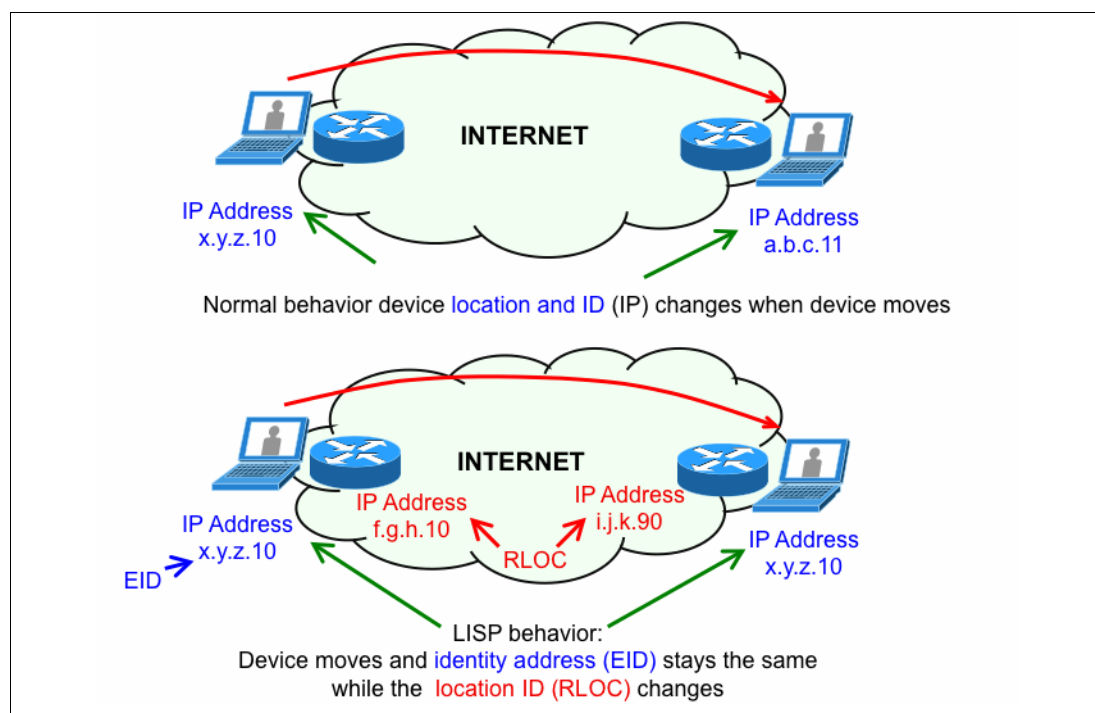 INTERNET
IP Address
x.y.z.10
IP Address
a.b.c.11
Normal behavior device location and ID (IP) changes when device moves
INTERNET
IP Address
f.g.h.10
IP Address
i.j.k.90
RLOC
IP Address
x.y.z.10
EID
IP Address
x.y.z.10
LISP behavior:
Device moves and identity address (EID) stays the same
while the location ID (RLOC) changes